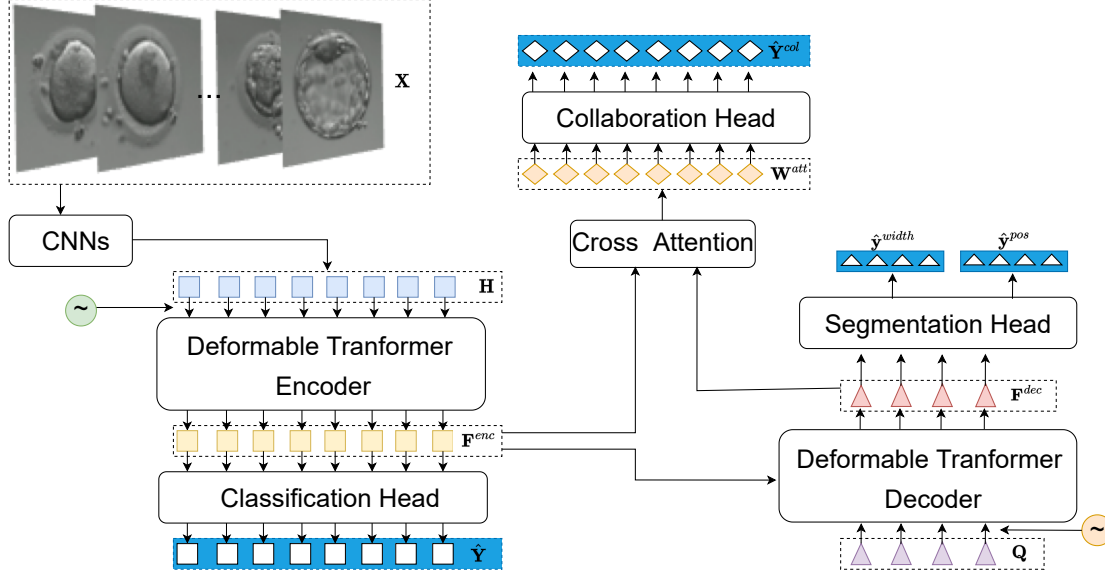 X
...
CNNs
H
~
Deformable Tranformer
Encoder
F^enc
Classification Head
Ŷ
Ŷ^col
Collaboration Head
W^att
Cross Attention
ŷ^width
ŷ^pos
Segmentation Head
F^dec
Deformable Tranformer
Decoder
~
Q